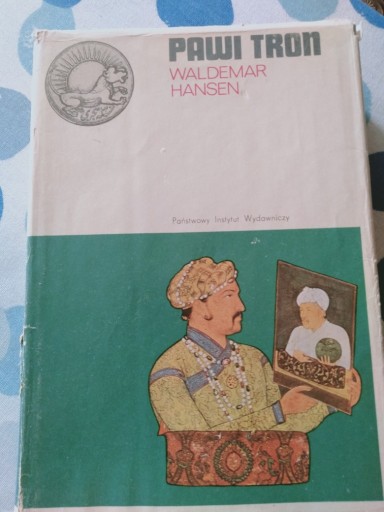 PAWI TRON
WALDEMAR
HANSEN
Państwowy Instytut Wydawniczy